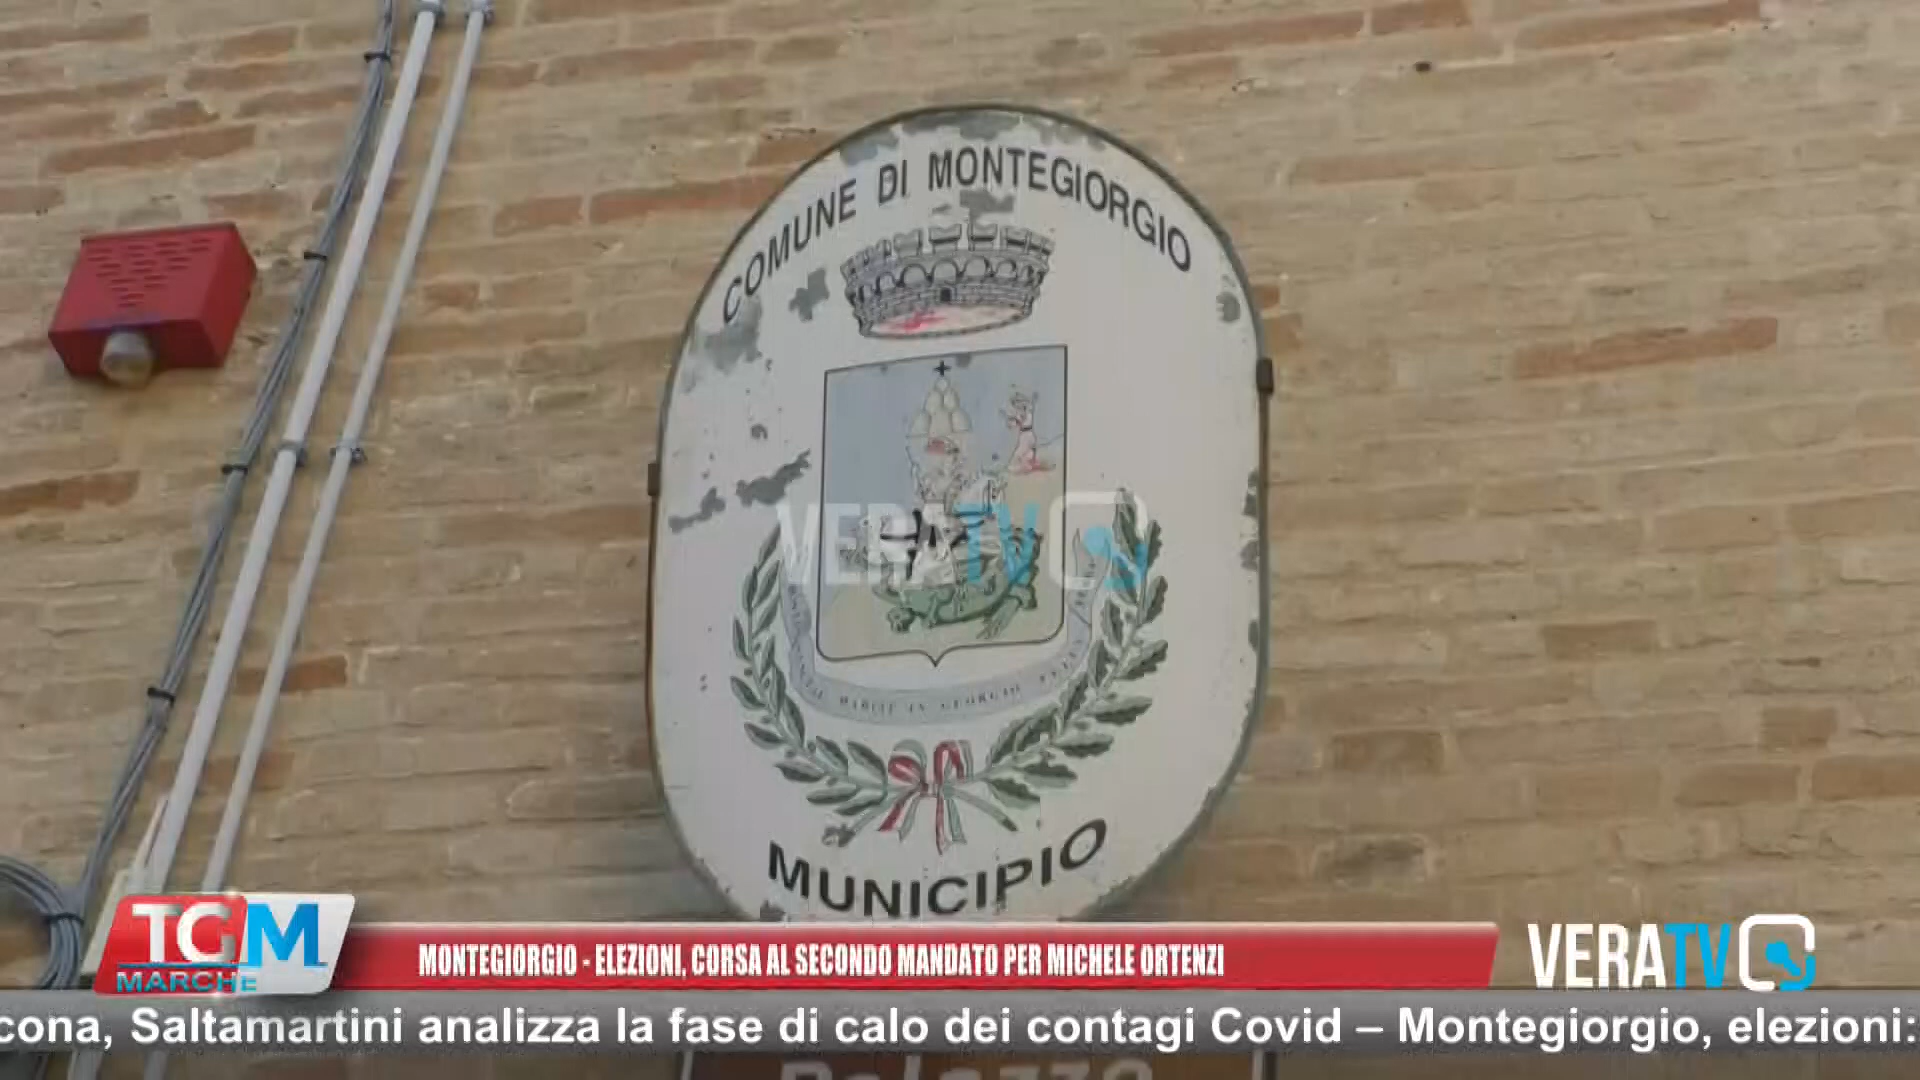 COMUNE DI MONTEGIORGIO
VERATV
MUNICIPIO
TGM
MARCHE
MONTEGIORGIO - ELEZIONI, CORSA AL SECONDO MANDATO PER MICHELE ORTENZI
VERATV
cona, Saltamartini analizza la fase di calo dei contagi Covid – Montegiorgio, elezioni: